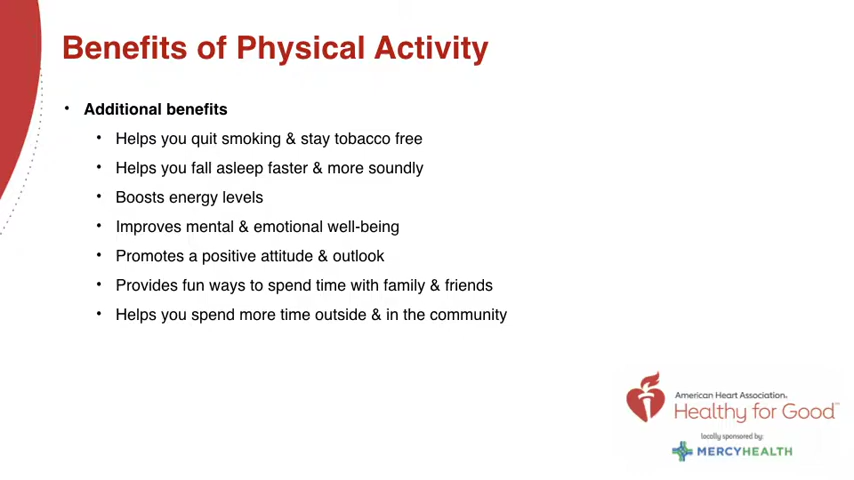 Benefits of Physical Activity
• Additional benefits
• Helps you quit smoking & stay tobacco free
• Helps you fall asleep faster & more soundly
• Boosts energy levels
• Improves mental & emotional well-being
• Promotes a positive attitude & outlook
• Provides fun ways to spend time with family & friends
• Helps you spend more time outside & in the community
American Heart Association.
Healthy for Good™
locally sponsored by:
MERCYHEALTH